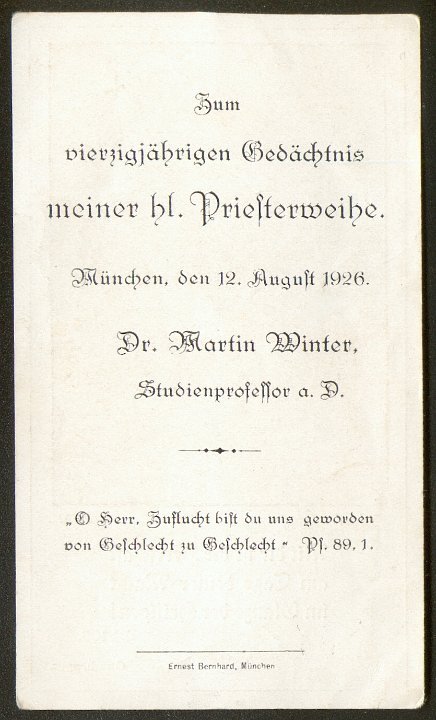 Zum
vierzigjährigen Gedächtnis
meiner hl. Priesterweihe.
München, den 12. August 1926.
Dr. Martin Winter,
Studienprofessor a. D.
„O Herr, Zuflucht bist du uns geworden
von Geschlecht zu Geschlecht“ Ps. 89, 1.
Ernest Bernhard, München